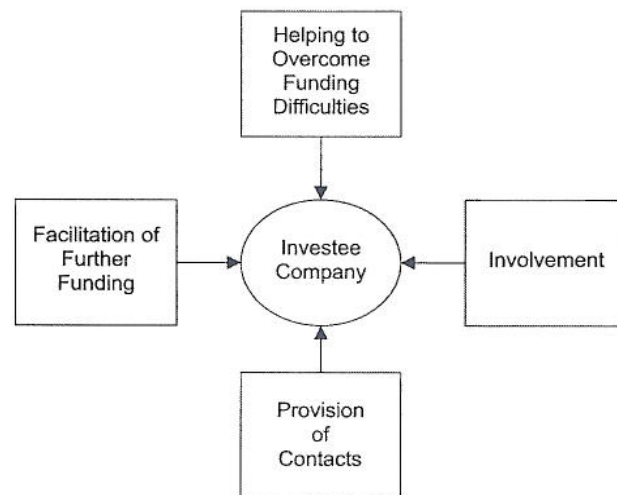 Helping to
Overcome
Funding
Difficulties
Facilitation of
Further
Funding
Investee
Company
Involvement
Provision
of
Contacts